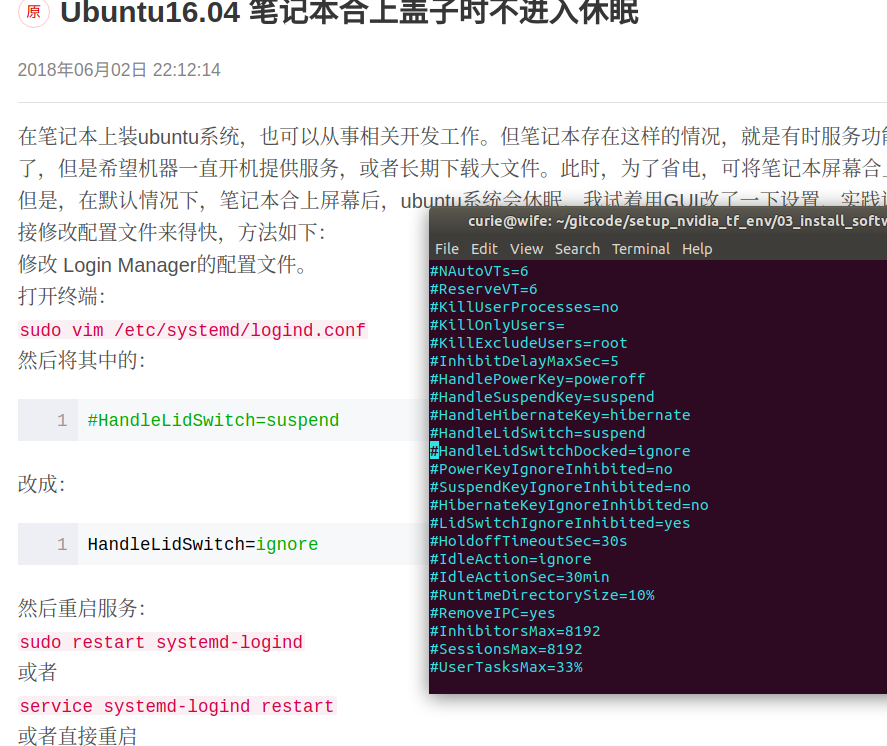 原 Ubuntu16.04 笔记本合上盖子时不进入休眠
2018年06月02日 22:12:14
在笔记本上装ubuntu系统，也可以从事相关开发工作。但笔记本存在这样的情况，就是有时服务功
了，但是希望机器一直开机提供服务，或者长期下载大文件。此时，为了省电，可将笔记本屏幕合
但是，在默认情况下，笔记本合上屏幕后，ubuntu系统会休眠。我试着用GUI改了一下设置，实践
接修改配置文件来得快，方法如下：
修改 Login Manager的配置文件。
打开终端：
sudo vim /etc/systemd/logind.conf
然后将其中的：
1 #HandleLidSwitch=suspend
改成：
1 HandleLidSwitch=ignore
然后重启服务：
sudo restart systemd-logind
或者
service systemd-logind restart
或者直接重启
curie@wife: ~/gitcode/setup_nvidia_tf_env/03_install_softw
File Edit View Search Terminal Help
#NAutoVTs=6
#ReserveVT=6
#KillUserProcesses=no
#KillOnlyUsers=
#KillExcludeUsers=root
#InhibitDelayMaxSec=5
#HandlePowerKey=poweroff
#HandleSuspendKey=suspend
#HandleHibernateKey=hibernate
#HandleLidSwitch=suspend
#HandleLidSwitchDocked=ignore
#PowerKeyIgnoreInhibited=no
#SuspendKeyIgnoreInhibited=no
#HibernateKeyIgnoreInhibited=no
#LidSwitchIgnoreInhibited=yes
#HoldoffTimeoutSec=30s
#IdleAction=ignore
#IdleActionSec=30min
#RuntimeDirectorySize=10%
#RemoveIPC=yes
#InhibitorsMax=8192
#SessionsMax=8192
#UserTasksMax=33%